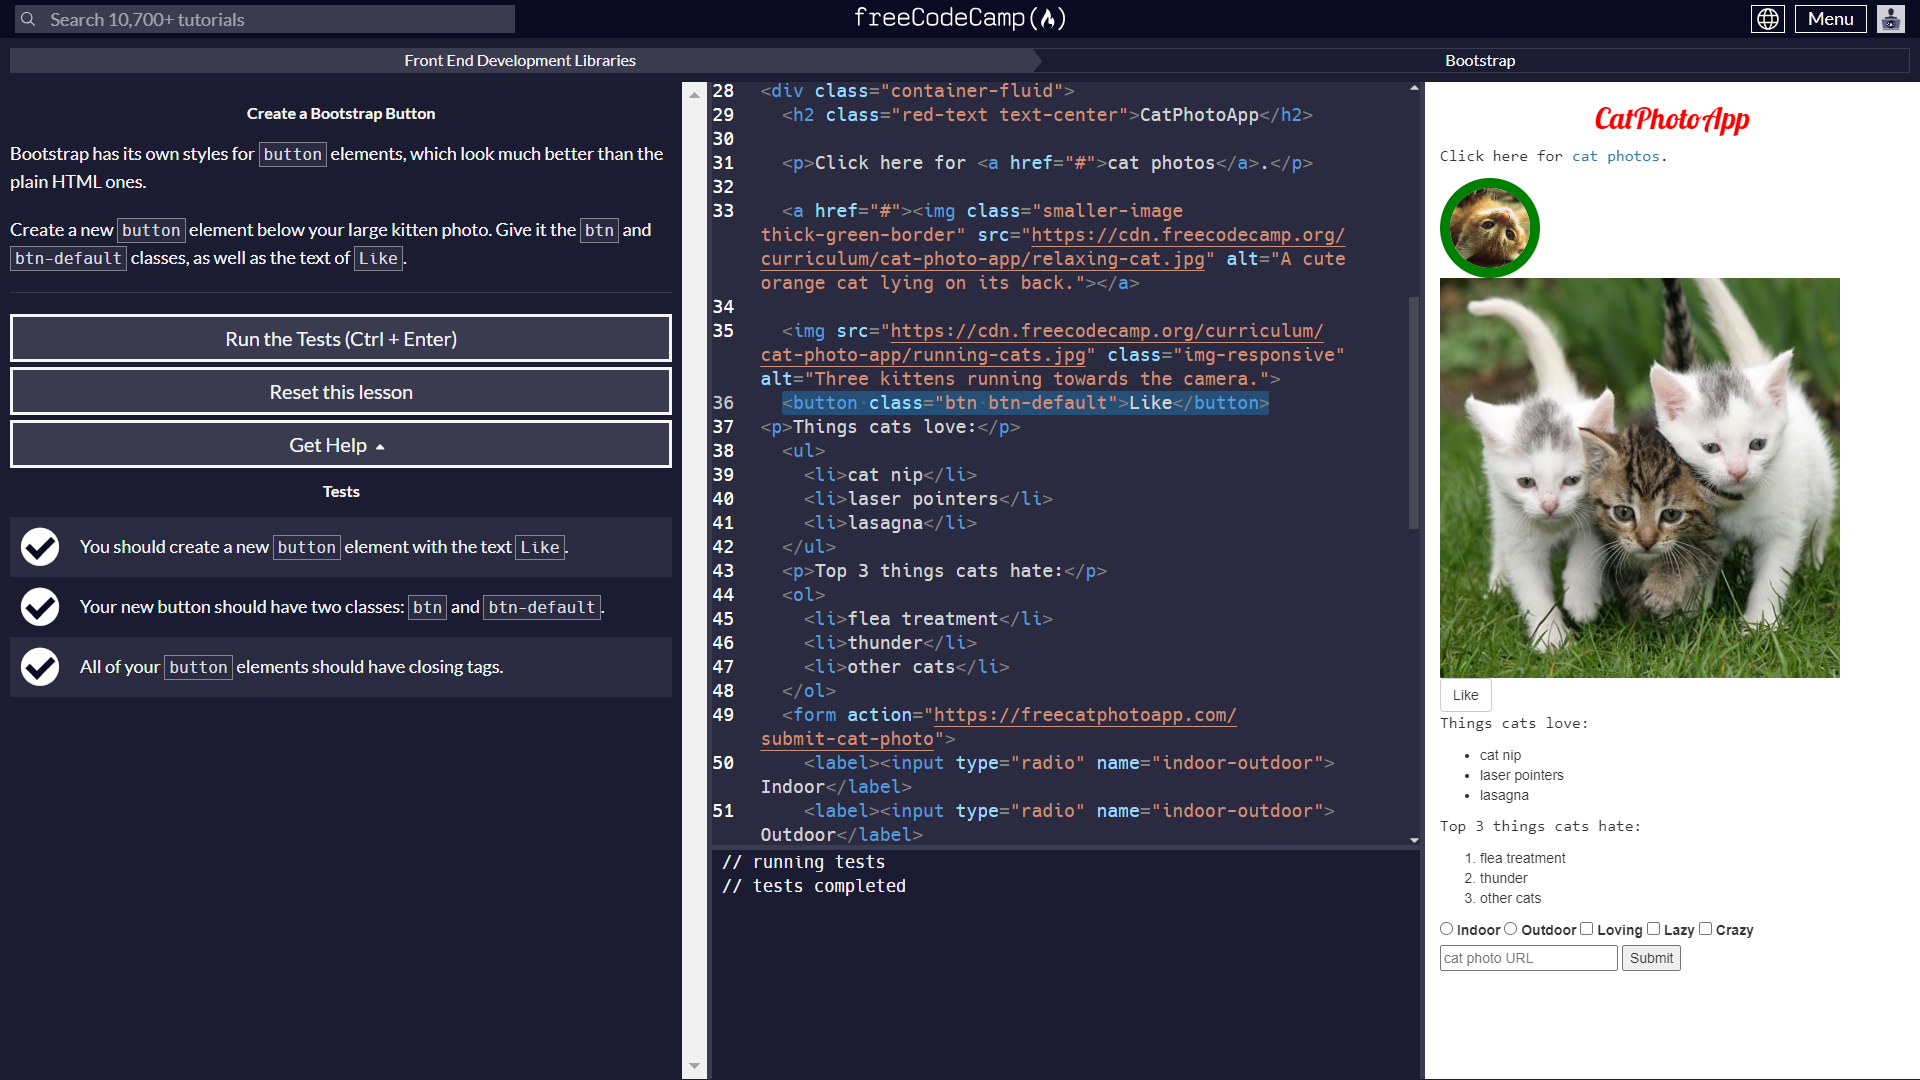 Search 10,700+ tutorials
freeCodeCamp
Menu
Front End Development Libraries
Bootstrap
Create a Bootstrap Button
Bootstrap has its own styles for button elements, which look much better than the
plain HTML ones.
Create a new button element below your large kitten photo. Give it the btn and
btn-default classes, as well as the text of Like.
Run the Tests (Ctrl + Enter)
Reset this lesson
Get Help
Tests
You should create a new button element with the text Like.
Your new button should have two classes: btn and btn-default.
All of your button elements should have closing tags.
28 <div class="container-fluid">
29 <h2 class="red-text text-center">CatPhotoApp</h2>
30
31 <p>Click here for <a href="#">cat photos</a>.</p>
32
33 <a href="#"><img class="smaller-image
thick-green-border" src="https://cdn.freecodecamp.org/
curriculum/cat-photo-app/relaxing-cat.jpg" alt="A cute
orange cat lying on its back."></a>
34
35 <img src="https://cdn.freecodecamp.org/curriculum/
cat-photo-app/running-cats.jpg" class="img-responsive"
alt="Three kittens running towards the camera.">
36 <button class="btn btn-default">Like</button>
37 <p>Things cats love:</p>
38 <ul>
39 <li>cat nip</li>
40 <li>laser pointers</li>
41 <li>lasagna</li>
42 </ul>
43 <p>Top 3 things cats hate:</p>
44 <ol>
45 <li>flea treatment</li>
46 <li>thunder</li>
47 <li>other cats</li>
48 </ol>
49 <form action="https://freecatphotoapp.com/
submit-cat-photo">
50 <label><input type="radio" name="indoor-outdoor">
Indoor</label>
51 <label><input type="radio" name="indoor-outdoor">
Outdoor</label>
// running tests
// tests completed
CatPhotoApp
Click here for cat photos.
Like
Things cats love:
cat nip
laser pointers
lasagna
Top 3 things cats hate:
1. flea treatment
2. thunder
3. other cats
Indoor Outdoor Loving Lazy Crazy
cat photo URL Submit